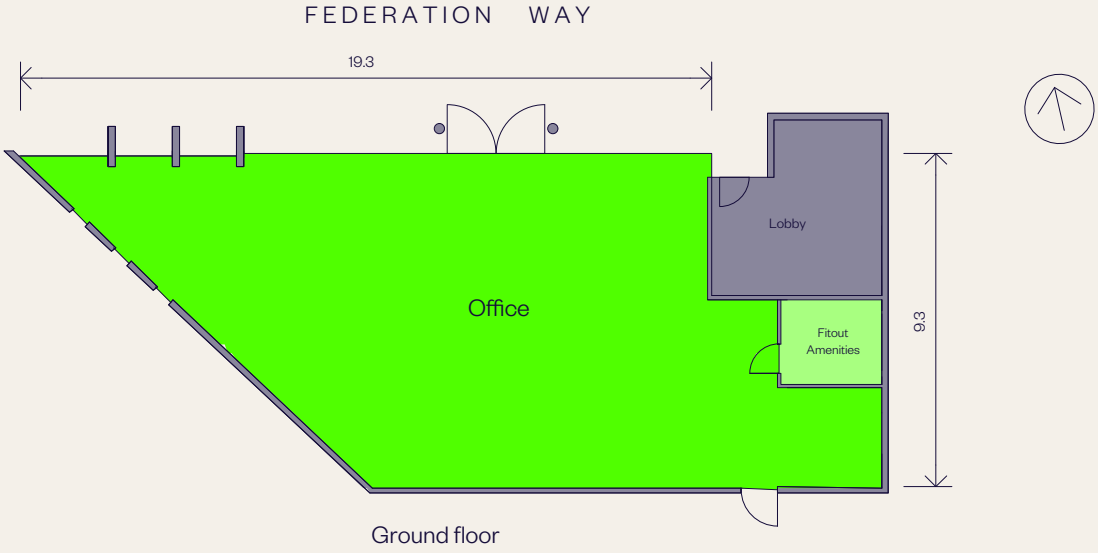 FEDERATION WAY
19.3
Lobby
Office
9.3
Fitout
Amenities
Ground floor